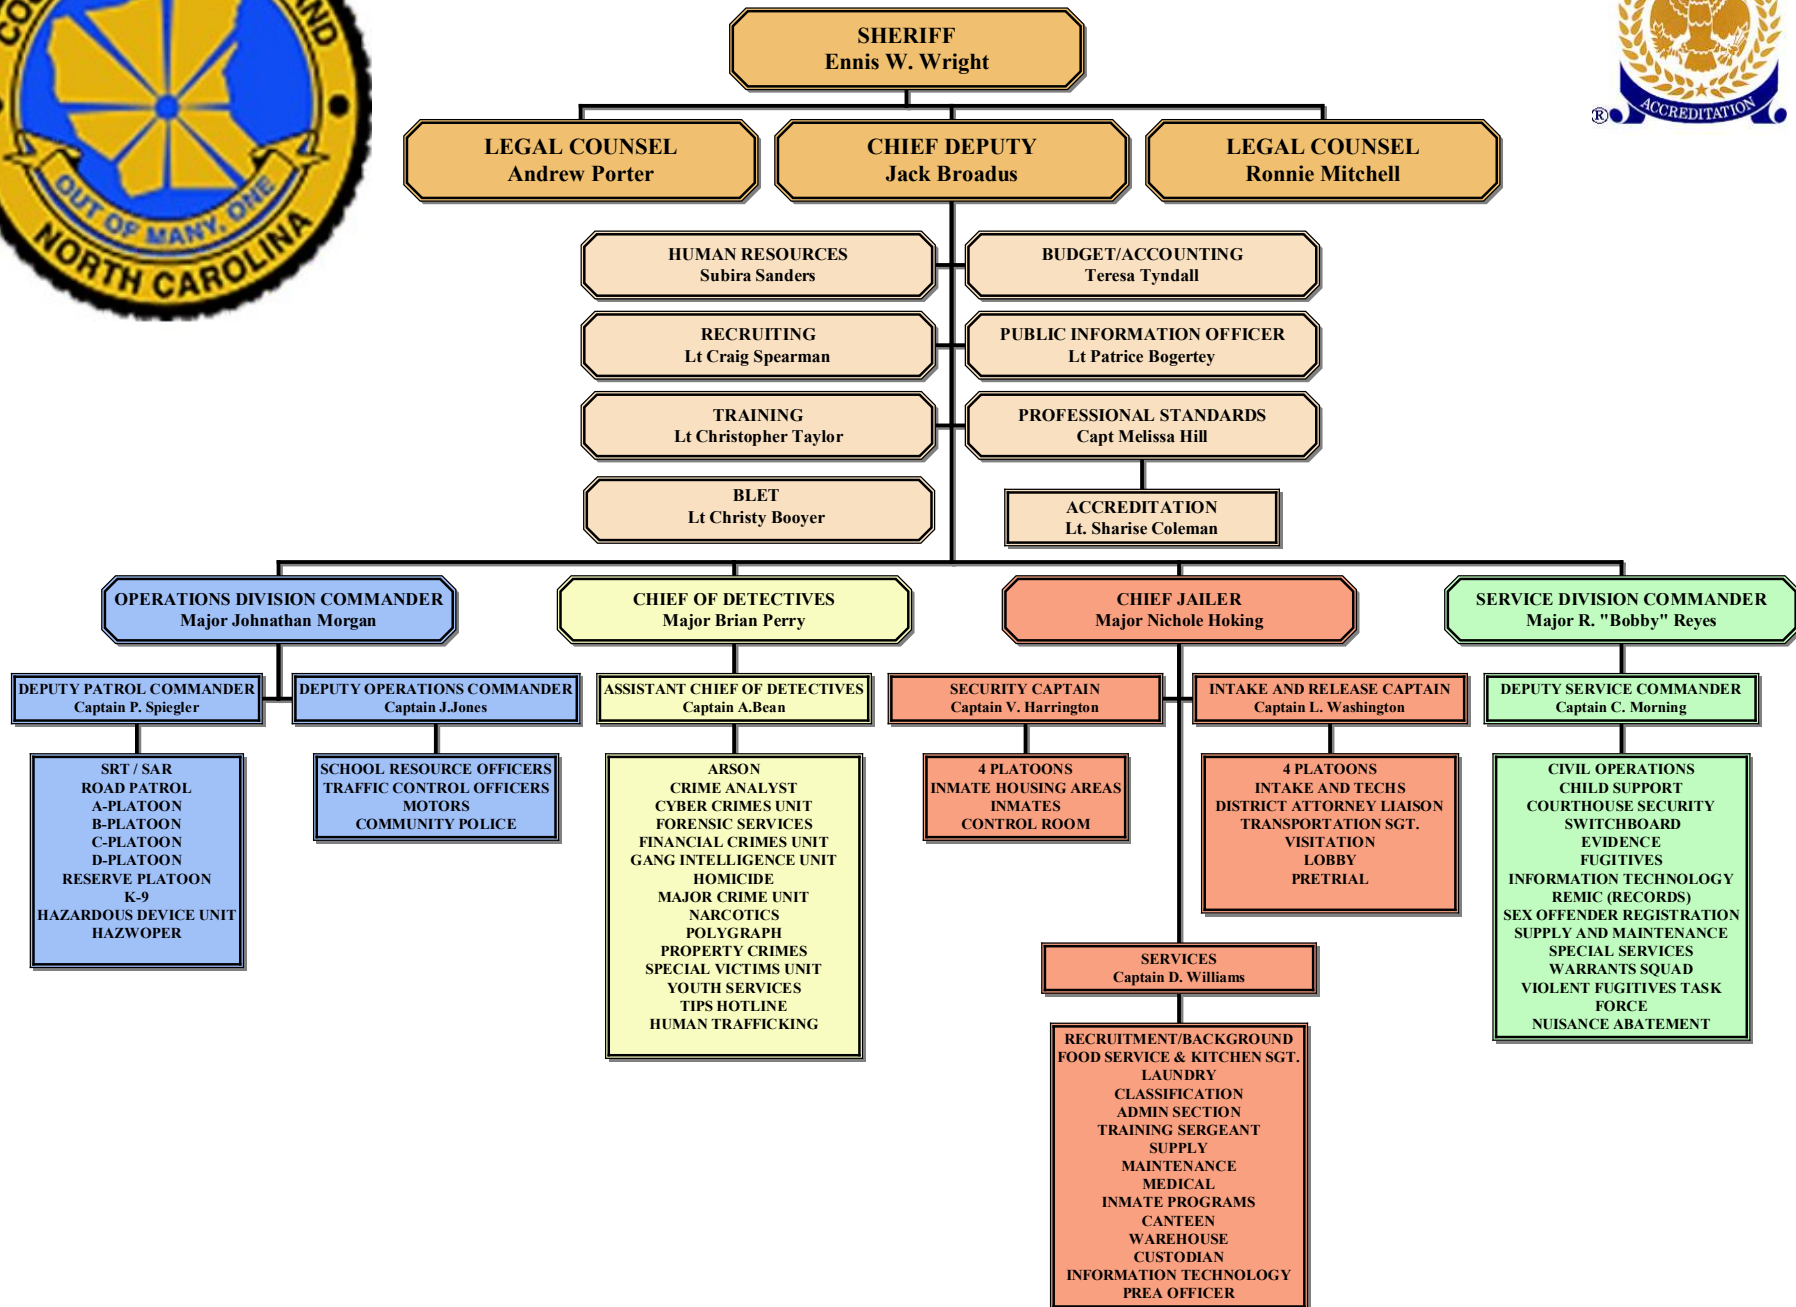 COU
AND
OUT OF MANY, ONE
NORTH CAROLINA
ACCREDITATION
®
SHERIFF
Ennis W. Wright
LEGAL COUNSEL
Andrew Porter
CHIEF DEPUTY
Jack Broadus
LEGAL COUNSEL
Ronnie Mitchell
HUMAN RESOURCES
Subira Sanders
BUDGET/ACCOUNTING
Teresa Tyndall
RECRUITING
Lt Craig Spearman
PUBLIC INFORMATION OFFICER
Lt Patrice Bogertey
TRAINING
Lt Christopher Taylor
PROFESSIONAL STANDARDS
Capt Melissa Hill
BLET
Lt Christy Booyer
ACCREDITATION
Lt. Sharise Coleman
OPERATIONS DIVISION COMMANDER
Major Johnathan Morgan
CHIEF OF DETECTIVES
Major Brian Perry
CHIEF JAILER
Major Nichole Hoking
SERVICE DIVISION COMMANDER
Major R. "Bobby" Reyes
DEPUTY PATROL COMMANDER
Captain P. Spiegler
DEPUTY OPERATIONS COMMANDER
Captain J.Jones
ASSISTANT CHIEF OF DETECTIVES
Captain A.Bean
SECURITY CAPTAIN
Captain V. Harrington
INTAKE AND RELEASE CAPTAIN
Captain L. Washington
DEPUTY SERVICE COMMANDER
Captain C. Morning
SRT / SAR
ROAD PATROL
A-PLATOON
B-PLATOON
C-PLATOON
D-PLATOON
RESERVE PLATOON
K-9
HAZARDOUS DEVICE UNIT
HAZWOPER
SCHOOL RESOURCE OFFICERS
TRAFFIC CONTROL OFFICERS
MOTORS
COMMUNITY POLICE
ARSON
CRIME ANALYST
CYBER CRIMES UNIT
FORENSIC SERVICES
FINANCIAL CRIMES UNIT
GANG INTELLIGENCE UNIT
HOMICIDE
MAJOR CRIME UNIT
NARCOTICS
POLYGRAPH
PROPERTY CRIMES
SPECIAL VICTIMS UNIT
YOUTH SERVICES
TIPS HOTLINE
HUMAN TRAFFICKING
4 PLATOONS
INMATE HOUSING AREAS
INMATES
CONTROL ROOM
4 PLATOONS
INTAKE AND TECHS
DISTRICT ATTORNEY LIAISON
TRANSPORTATION SGT.
VISITATION
LOBBY
PRETRIAL
CIVIL OPERATIONS
CHILD SUPPORT
COURTHOUSE SECURITY
SWITCHBOARD
EVIDENCE
FUGITIVES
INFORMATION TECHNOLOGY
REMIC (RECORDS)
SEX OFFENDER REGISTRATION
SUPPLY AND MAINTENANCE
SPECIAL SERVICES
WARRANTS SQUAD
VIOLENT FUGITIVES TASK
FORCE
NUISANCE ABATEMENT
SERVICES
Captain D. Williams
RECRUITMENT/BACKGROUND
FOOD SERVICE & KITCHEN SGT.
LAUNDRY
CLASSIFICATION
ADMIN SECTION
TRAINING SERGEANT
SUPPLY
MAINTENANCE
MEDICAL
INMATE PROGRAMS
CANTEEN
WAREHOUSE
CUSTODIAN
INFORMATION TECHNOLOGY
PREA OFFICER